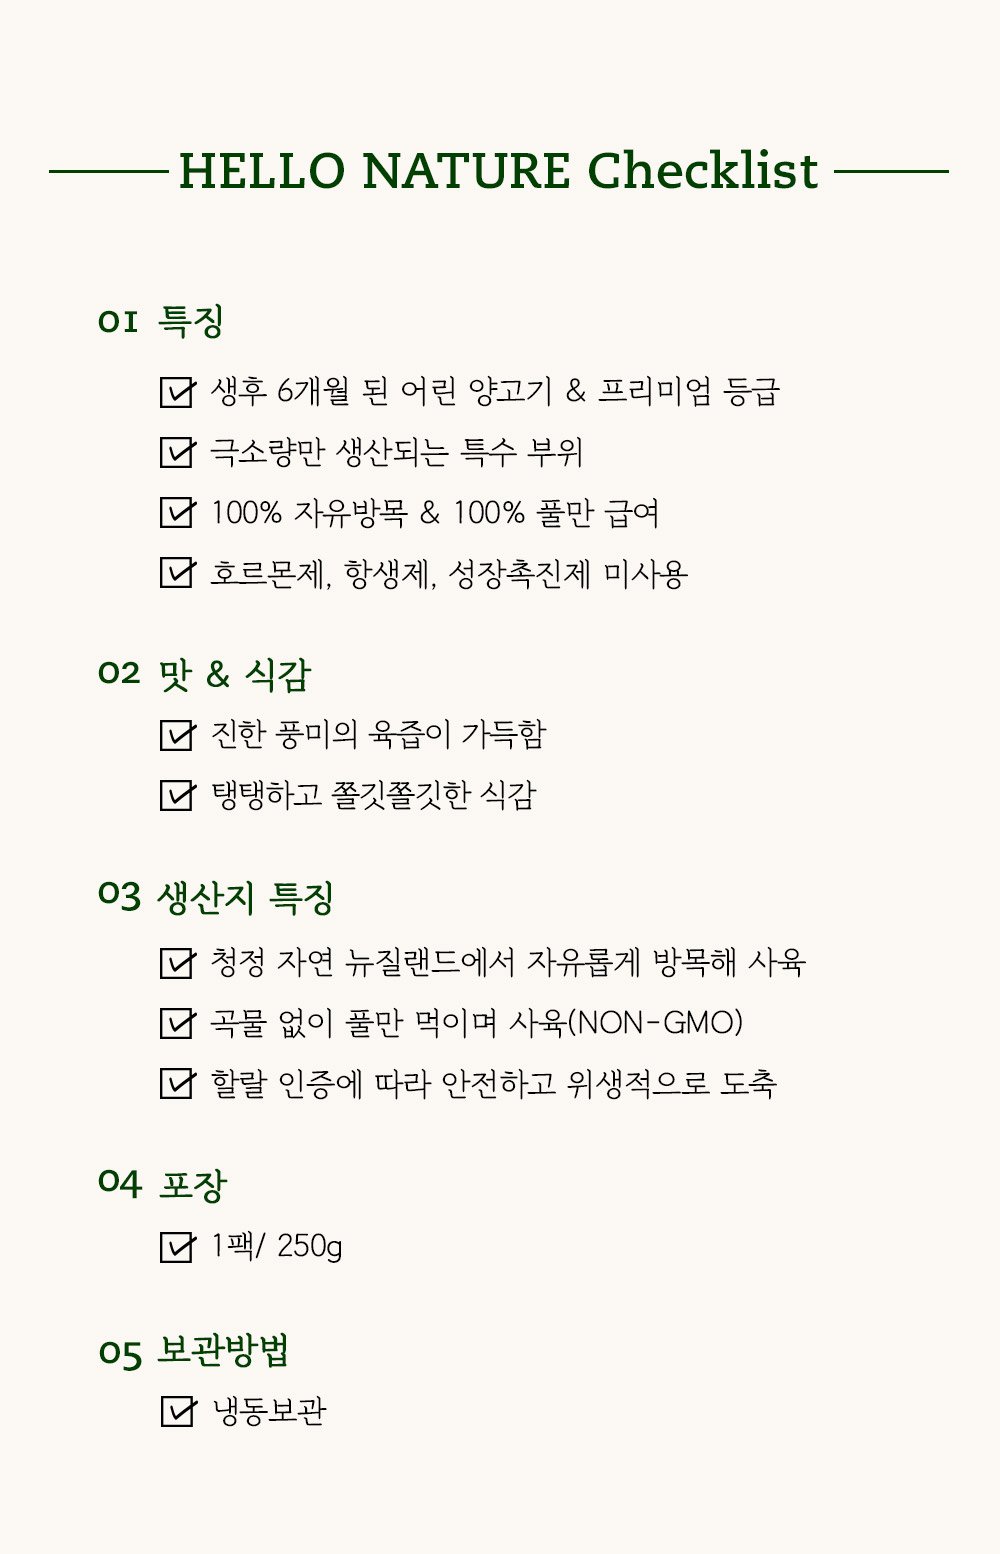 HELLO NATURE Checklist
01 특징
생후 6개월 된 어린 양고기 & 프리미엄 등급
극소량만 생산되는 특수 부위
100% 자유방목 & 100% 풀만 급여
호르몬제, 항생제, 성장촉진제 미사용
02 맛 & 식감
진한 풍미의 육즙이 가득함
탱탱하고 쫄깃쫄깃한 식감
03 생산지 특징
청정 자연 뉴질랜드에서 자유롭게 방목해 사육
곡물 없이 풀만 먹이며 사육(NON-GMO)
할랄 인증에 따라 안전하고 위생적으로 도축
04 포장
1팩/ 250g
05 보관방법
냉동보관